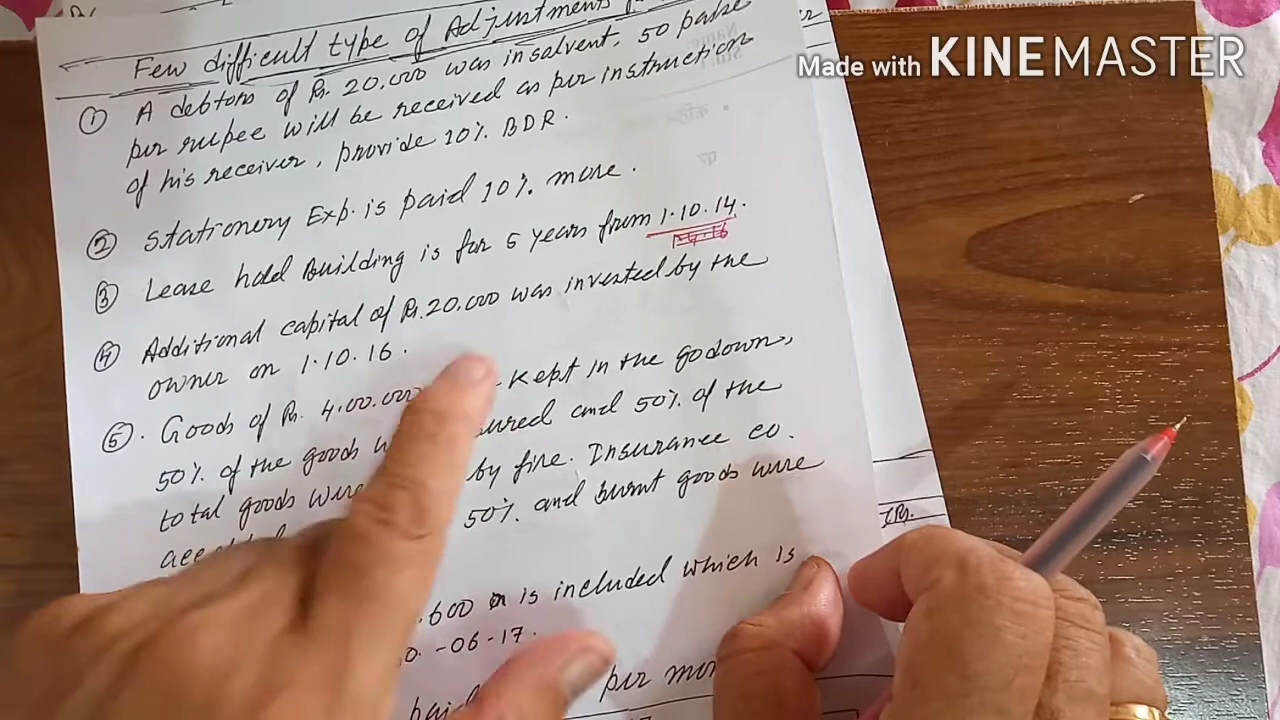 Made with KINEMASTER
Few difficult type of Adjustments
① A debtors of Rs. 20,000 was insolvent, 50 paise
per rupee will be received as per instruction
of his receiver, provide 10% BDR.
② Stationery Exp. is paid 10% more.
③ Lease hold Building is for 5 years from 1.10.14.
④ Additional capital of Rs. 20,000 was invested by the
owner on 1.10.16.
⑤. Goods of Rs. 4,00,000 kept in the godown,
50% of the goods and 50% of the
total goods were by fire. Insurance co.
50% and burnt goods were
600 is included which is
-06-17.
paid per